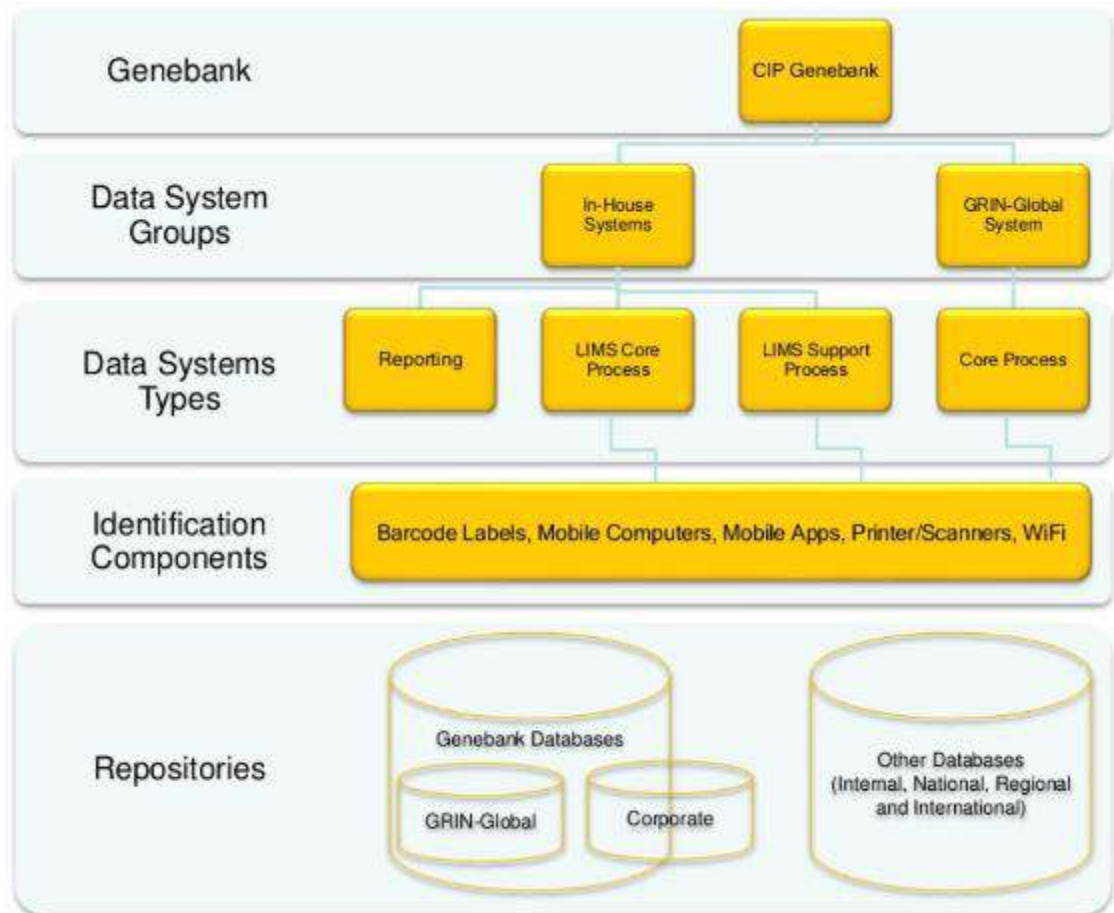 Genebank
CIP Genebank
Data System
Groups
In-House
Systems
GRIN-Global
System
Data Systems
Types
Reporting
LIMS Core
Process
LIMS Support
Process
Core Process
Identification
Components
Barcode Labels, Mobile Computers, Mobile Apps, Printer/Scanners, WiFi
Repositories
Genebank Databases
GRIN-Global
Corporate
Other Databases
(Internal, National, Regional
and International)